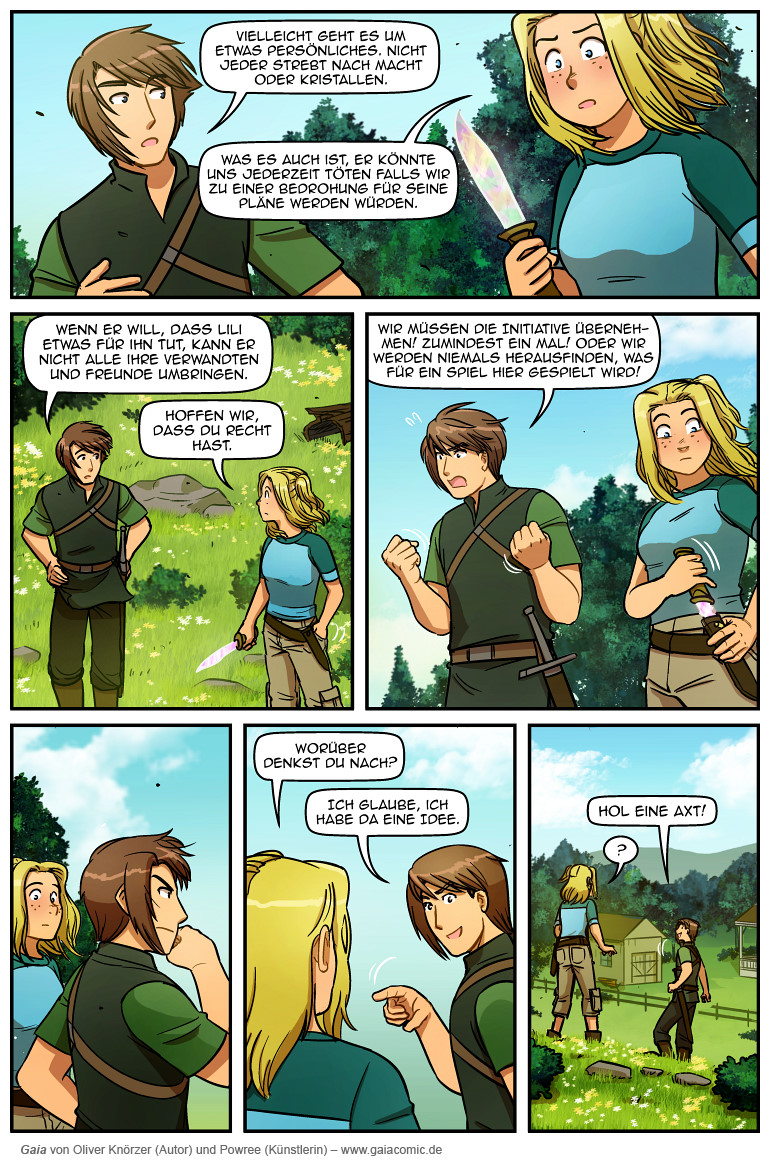 VIELLEICHT GEHT ES UM
ETWAS PERSÖNLICHES. NICHT
JEDER STREBT NACH MACHT
ODER KRISTALLEN.
WAS ES AUCH IST, ER KÖNNTE
UNS JEDERZEIT TÖTEN FALLS WIR
ZU EINER BEDROHUNG FÜR SEINE
PLÄNE WERDEN WÜRDEN.
WENN ER WILL, DASS LILI
ETWAS FÜR IHN TUT, KANN ER
NICHT ALLE IHRE VERWANDTEN
UND FREUNDE UMBRINGEN.
HOFFEN WIR,
DASS DU RECHT
HAST.
WIR MÜSSEN DIE INITIATIVE ÜBERNEH-
MEN! ZUMINDEST EIN MAL! ODER WIR
WERDEN NIEMALS HERAUSFINDEN, WAS
FÜR EIN SPIEL HIER GESPIELT WIRD!
WORÜBER
DENKST DU NACH?
ICH GLAUBE, ICH
HABE DA EINE IDEE.
HOL EINE AXT!
?
Gaia von Oliver Knörzer (Autor) und Powree (Künstlerin) – www.gaiacomic.de